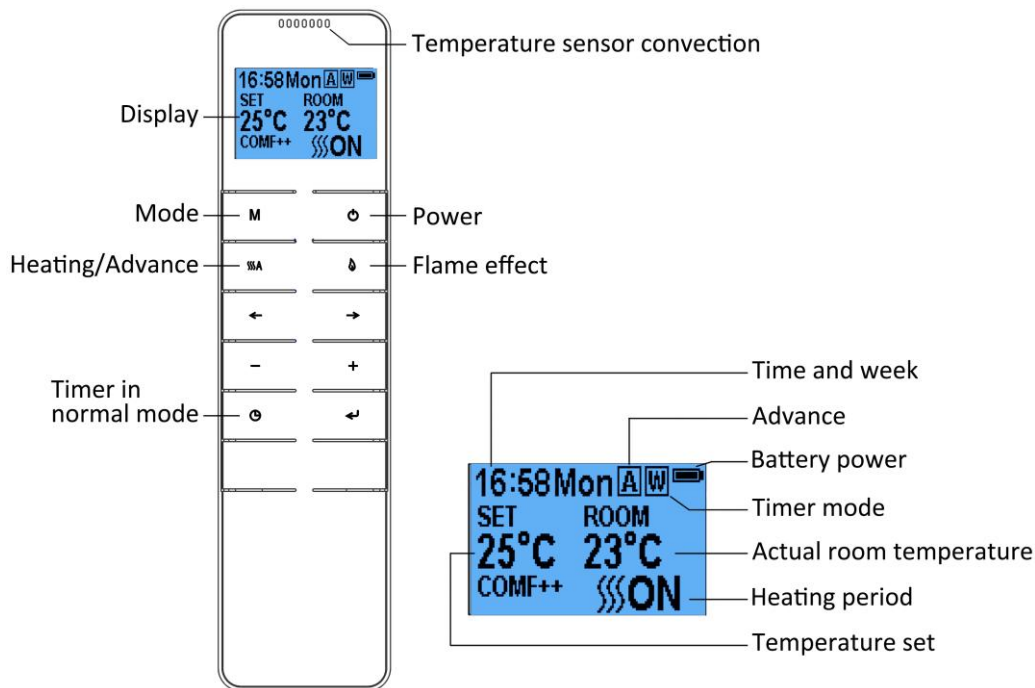 0000000
Temperature sensor convection
16:58Mon A W
SET ROOM
25°C 23°C
COMF++ ON
Display
Mode
M
Power
Heating/Advance
A
Flame effect
←
→
−
+
Timer in
normal mode
Time and week
Advance
Battery power
16:58Mon A W
Timer mode
SET ROOM
25°C 23°C
Actual room temperature
COMF++ ON
Heating period
Temperature set